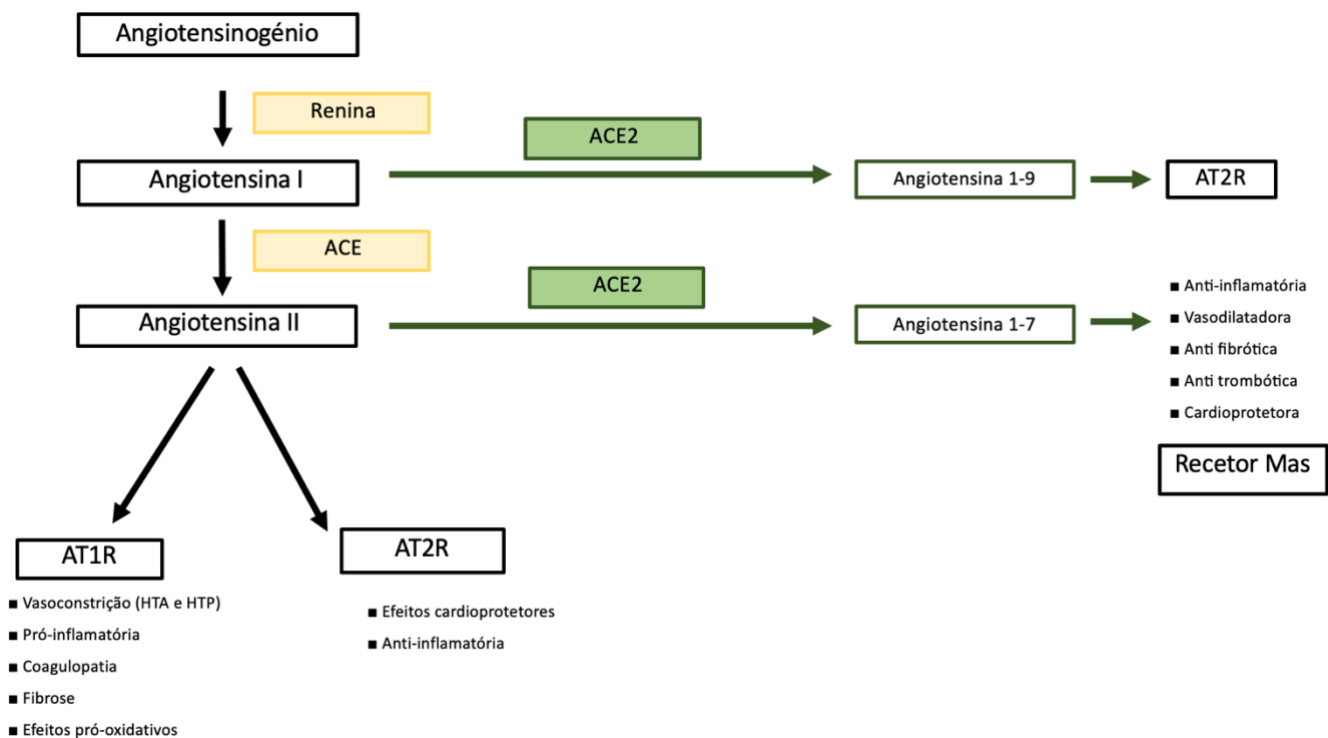 Angiotensinogénio
Renina
ACE2
Angiotensina I
Angiotensina 1-9
AT2R
ACE
ACE2
Angiotensina II
Angiotensina 1-7
■ Anti-inflamatória
■ Vasodilatadora
■ Anti fibrótica
■ Anti trombótica
■ Cardioprotetora
Recetor Mas
AT1R
■ Vasoconstrição (HTA e HTP)
■ Pró-inflamatória
■ Coagulopatia
■ Fibrose
■ Efeitos pró-oxidativos
AT2R
■ Efeitos cardioprotetores
■ Anti-inflamatória